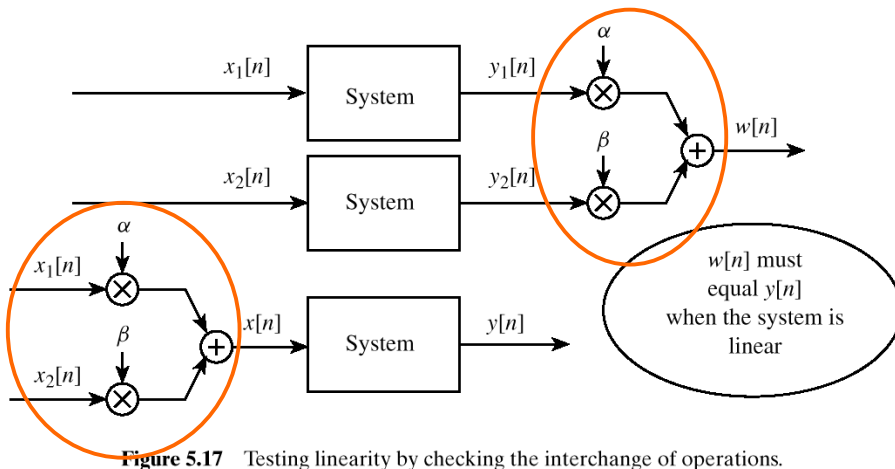 α
x₁[n]
System
y₁[n]
β
w[n]
x₂[n]
System
y₂[n]
α
x₁[n]
β
x[n]
System
y[n]
x₂[n]
w[n] must
equal y[n]
when the system is
linear
Figure 5.17 Testing linearity by checking the interchange of operations.